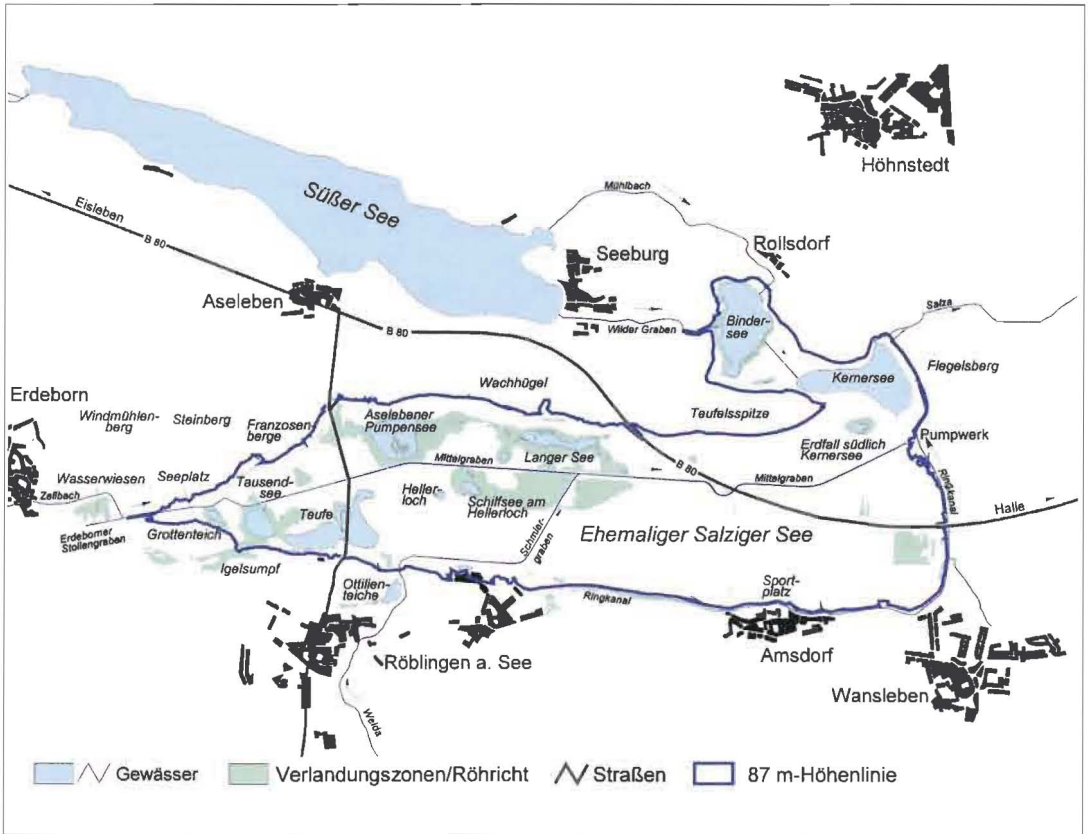 Höhnstedt
Süßer See
Mühlbach
Eisleben
B 80
Seeburg
Rollsdorf
Aseleben
Salza
Binder-
see
Wilder Graben
B 80
Flegelsberg
Kernersee
Wachhügel
Erdeborn
Windmühlen-
berg
Steinberg
Franzosen
berge
Aselebener
Pumpensee
Teufelsspitze
Erdfall südlich
Kernersee
Pumpwerk
Langer See
Mittelgraben
B 80
Mittelgraben
Ringkanal
Wasserwiesen
Seeplatz
Tausend-
see
Heller-
loch
Schilfsee am
Hellerloch
Zellbach
Teufe
Halle
Erdeborner
Stollengraben
Grottenteich
Schmier-
graben
Ehemaliger Salziger See
Igelsumpf
Ottilien-
teiche
Ringkanal
Sport-
platz
Röblingen a. See
Amsdorf
Wansleben
Weida
Gewässer
Verlandungszonen/Röhricht
Straßen
87 m-Höhenlinie